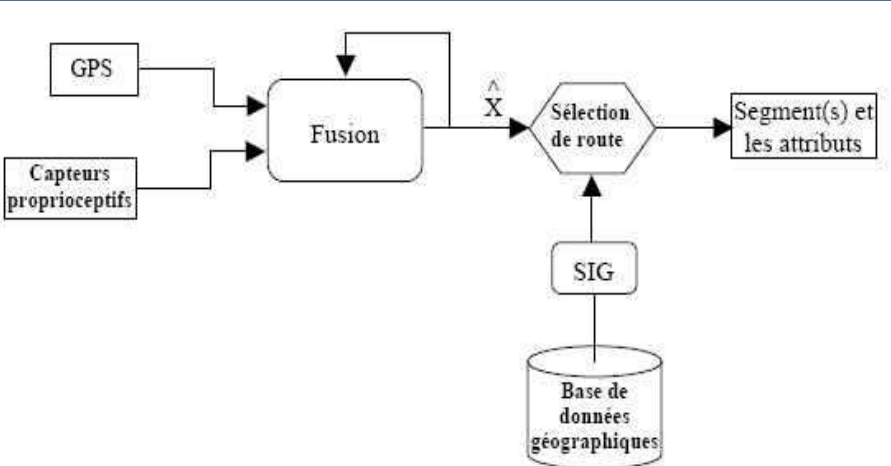 GPS
Capteurs
proprioceptifs
Fusion
X̂
Sélection
de route
Segment(s) et
les attributs
SIG
Base de
données
géographiques